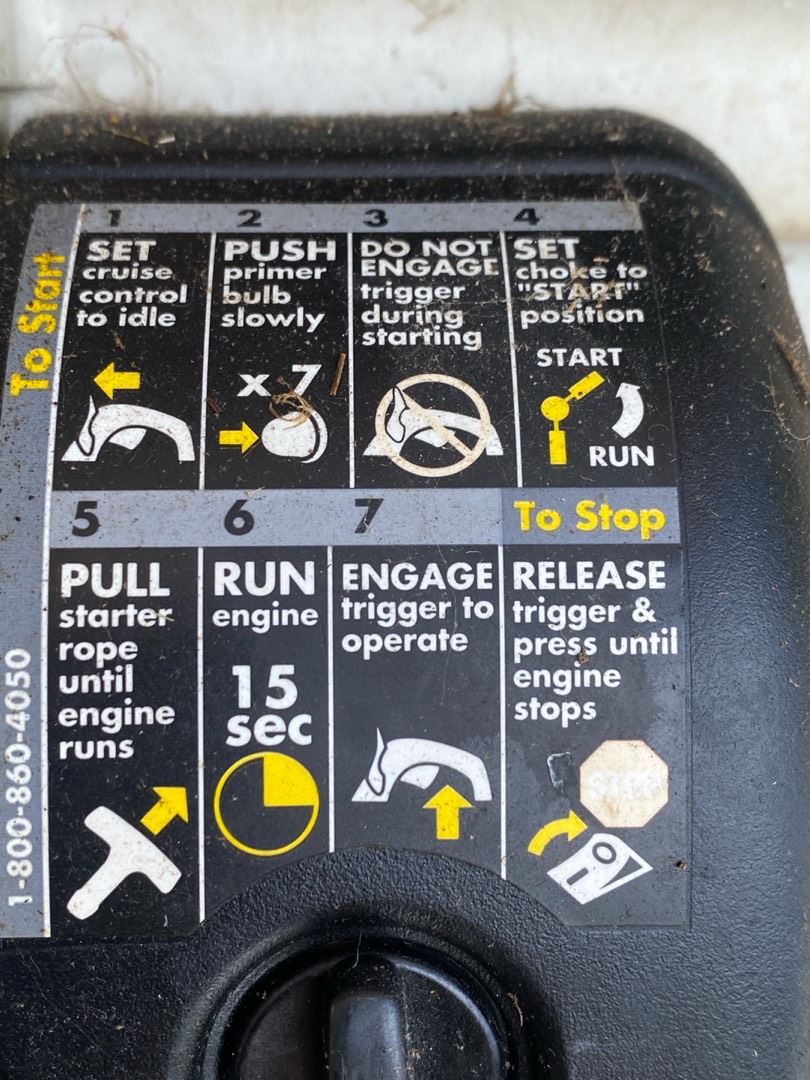 To Start
1
SET
cruise
control
to idle
2
PUSH
primer
bulb
slowly
x 7
3
DO NOT
ENGAGE
trigger
during
starting
4
SET
choke to
"START"
position
START
RUN
5
PULL
starter
rope
until
engine
runs
6
RUN
engine
15
sec
7
ENGAGE
trigger to
operate
To Stop
RELEASE
trigger &
press until
engine
stops
STOP
1-800-860-4050